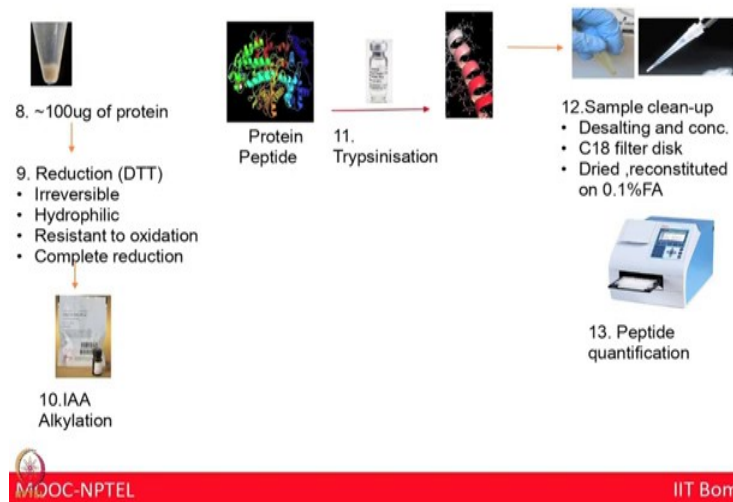 8. ~100ug of protein
9. Reduction (DTT)
• Irreversible
• Hydrophilic
• Resistant to oxidation
• Complete reduction
10.IAA
Alkylation
Protein
Peptide
11.
Trypsinisation
12.Sample clean-up
• Desalting and conc.
• C18 filter disk
• Dried ,reconstituted
on 0.1%FA
13. Peptide
quantification
MOOC-NPTEL
IIT Bom